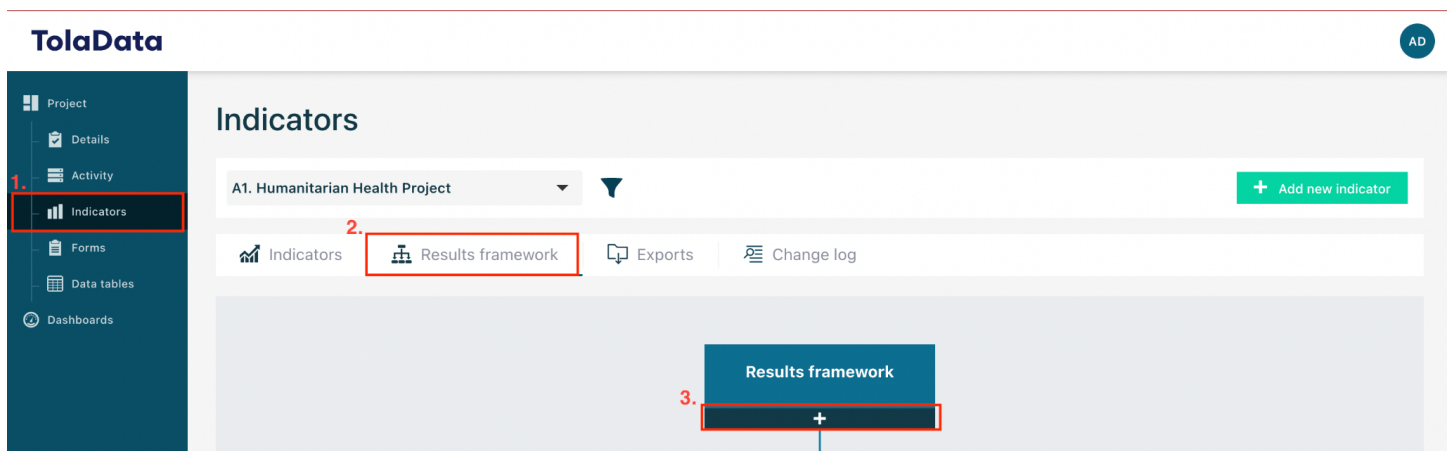 TolaData
AD
Project
Details
1.
Activity
Indicators
Forms
Data tables
Dashboards
Indicators
A1. Humanitarian Health Project
+ Add new indicator
2.
Indicators
Results framework
Exports
Change log
Results framework
3.
+